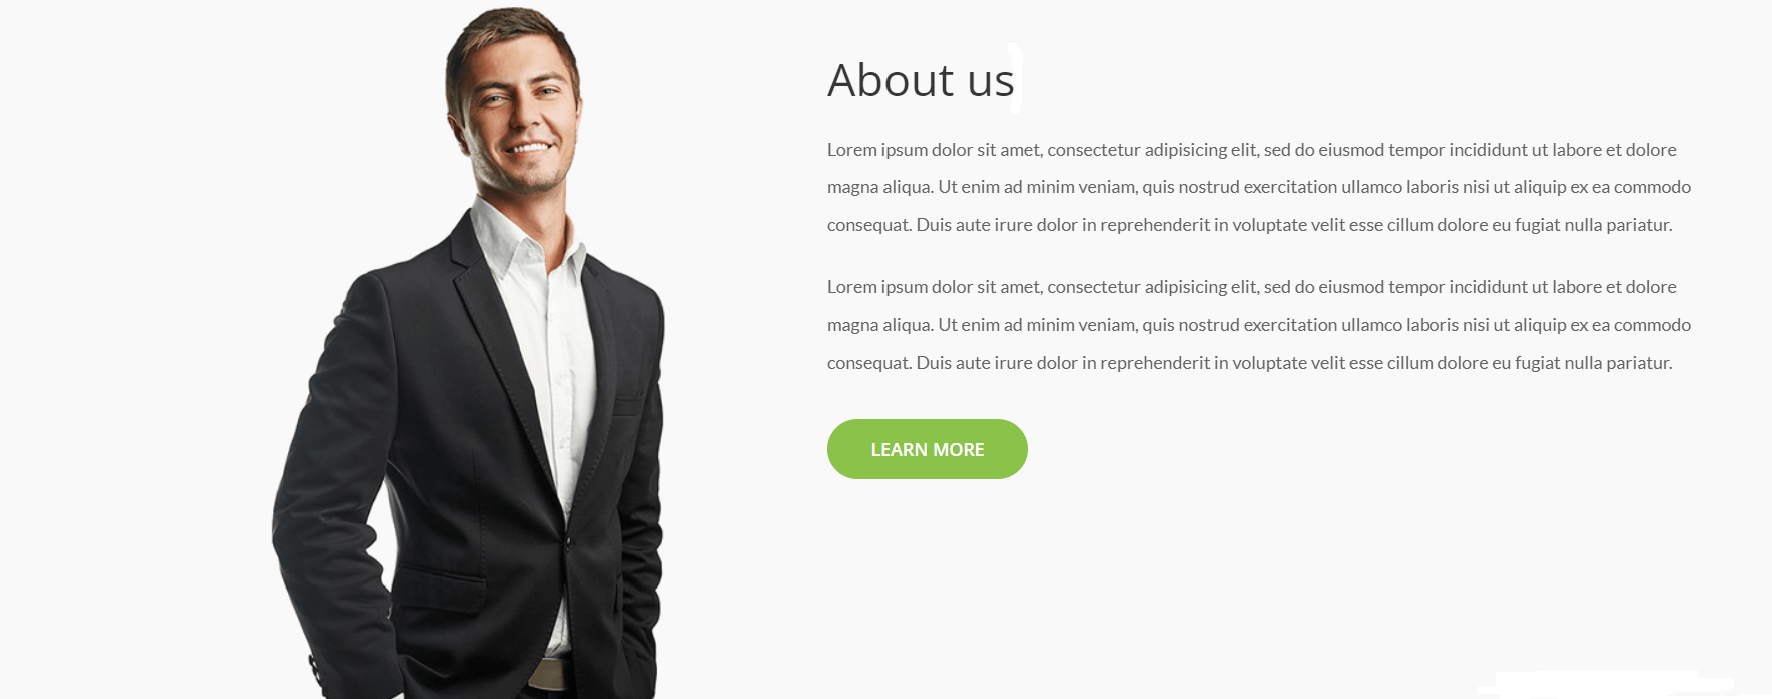 About us
Lorem ipsum dolor sit amet, consectetur adipisicing elit, sed do eiusmod tempor incididunt ut labore et dolore
magna aliqua. Ut enim ad minim veniam, quis nostrud exercitation ullamco laboris nisi ut aliquip ex ea commodo
consequat. Duis aute irure dolor in reprehenderit in voluptate velit esse cillum dolore eu fugiat nulla pariatur.
Lorem ipsum dolor sit amet, consectetur adipisicing elit, sed do eiusmod tempor incididunt ut labore et dolore
magna aliqua. Ut enim ad minim veniam, quis nostrud exercitation ullamco laboris nisi ut aliquip ex ea commodo
consequat. Duis aute irure dolor in reprehenderit in voluptate velit esse cillum dolore eu fugiat nulla pariatur.
LEARN MORE